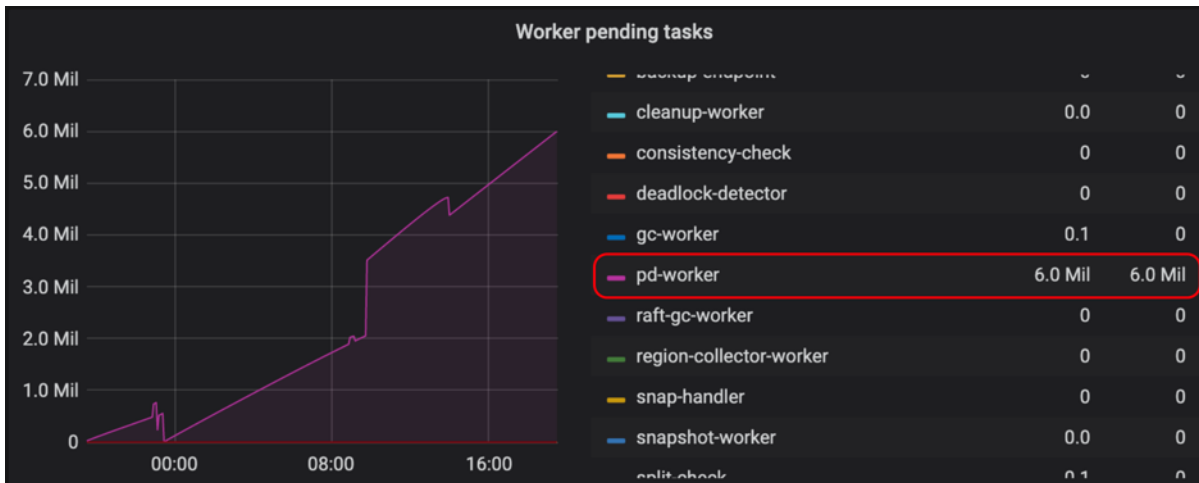 Worker pending tasks
7.0 Mil
6.0 Mil
5.0 Mil
4.0 Mil
3.0 Mil
2.0 Mil
1.0 Mil
0
00:00 08:00 16:00
cleanup-worker 0.0 0
consistency-check 0 0
deadlock-detector 0 0
gc-worker 0.1 0
pd-worker 6.0 Mil 6.0 Mil
raft-gc-worker 0 0
region-collector-worker 0 0
snap-handler 0 0
snapshot-worker 0.0 0